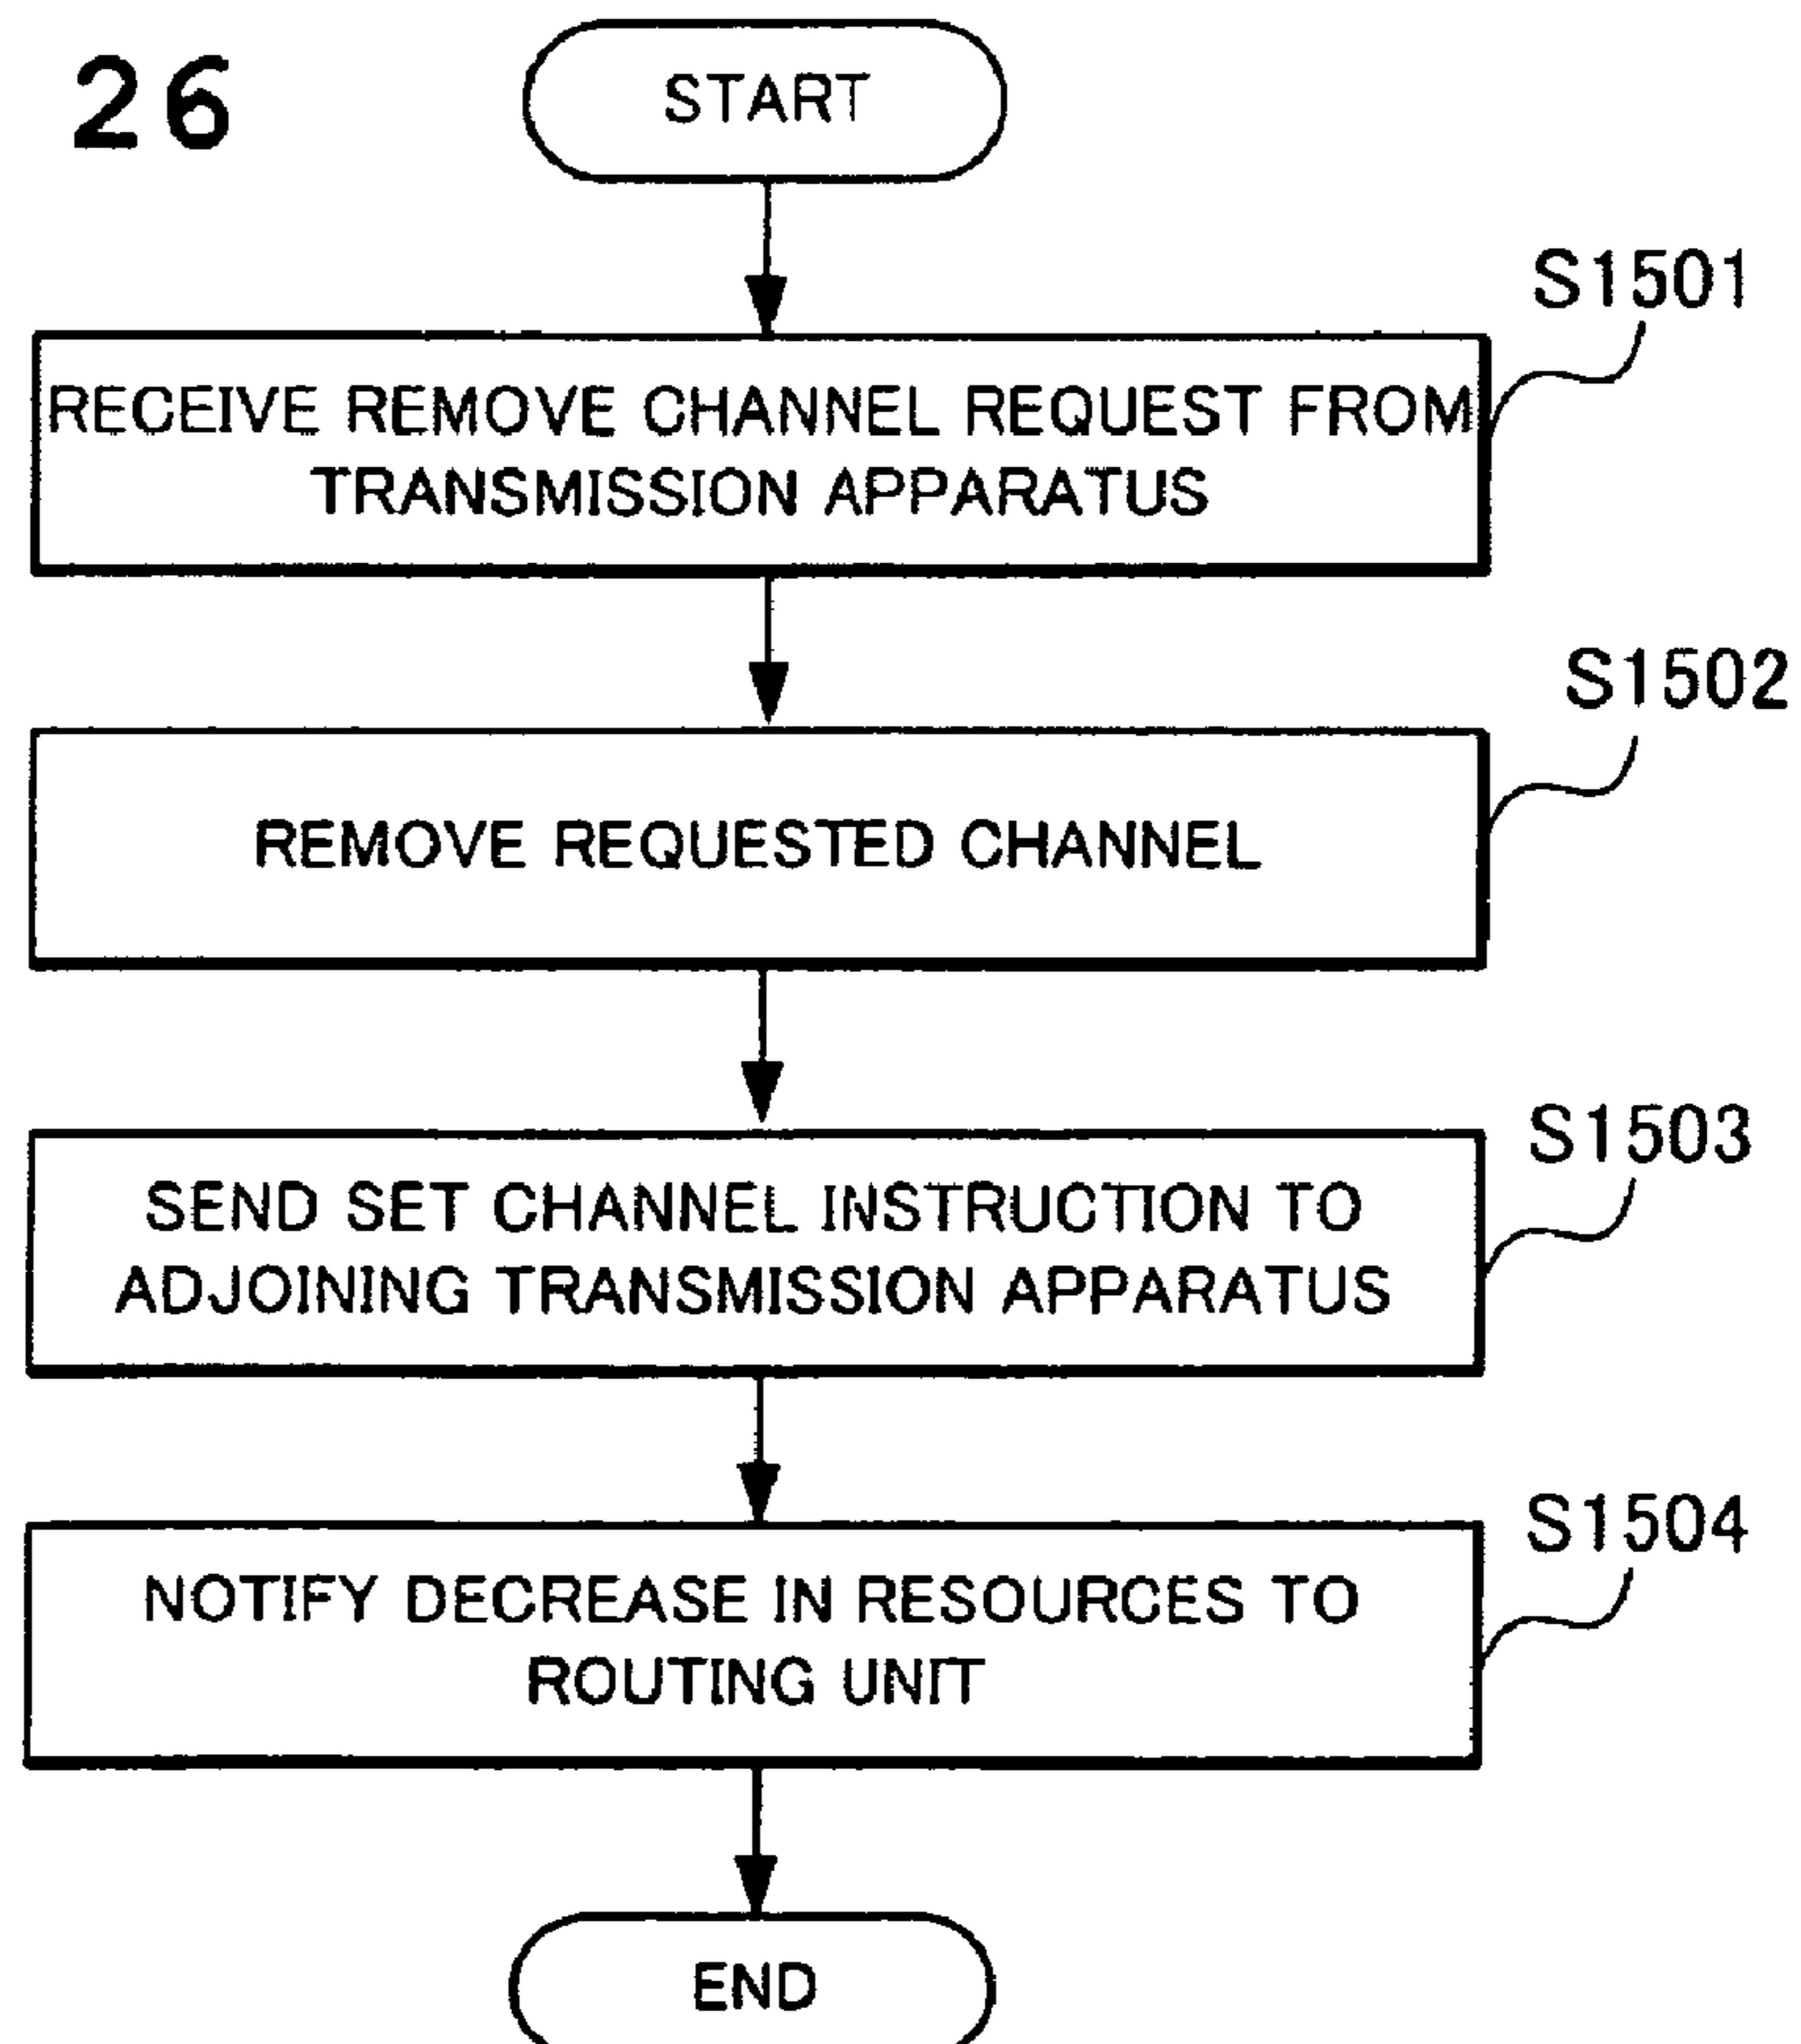 26
START
S1501
RECEIVE REMOVE CHANNEL REQUEST FROM
TRANSMISSION APPARATUS
S1502
REMOVE REQUESTED CHANNEL
S1503
SEND SET CHANNEL INSTRUCTION TO
ADJOINING TRANSMISSION APPARATUS
S1504
NOTIFY DECREASE IN RESOURCES TO
ROUTING UNIT
END